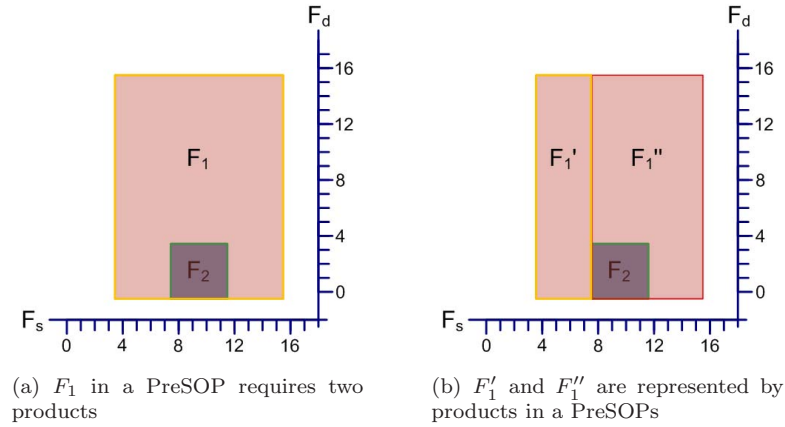 F_d
16
12
8
4
0
F_1
F_2
F_s
0 4 8 12 16
(a) F_1 in a PreSOP requires two
products
F_d
16
12
8
4
0
F_1'
F_1''
F_2
F_s
0 4 8 12 16
(b) F_1' and F_1'' are represented by
products in a PreSOPs